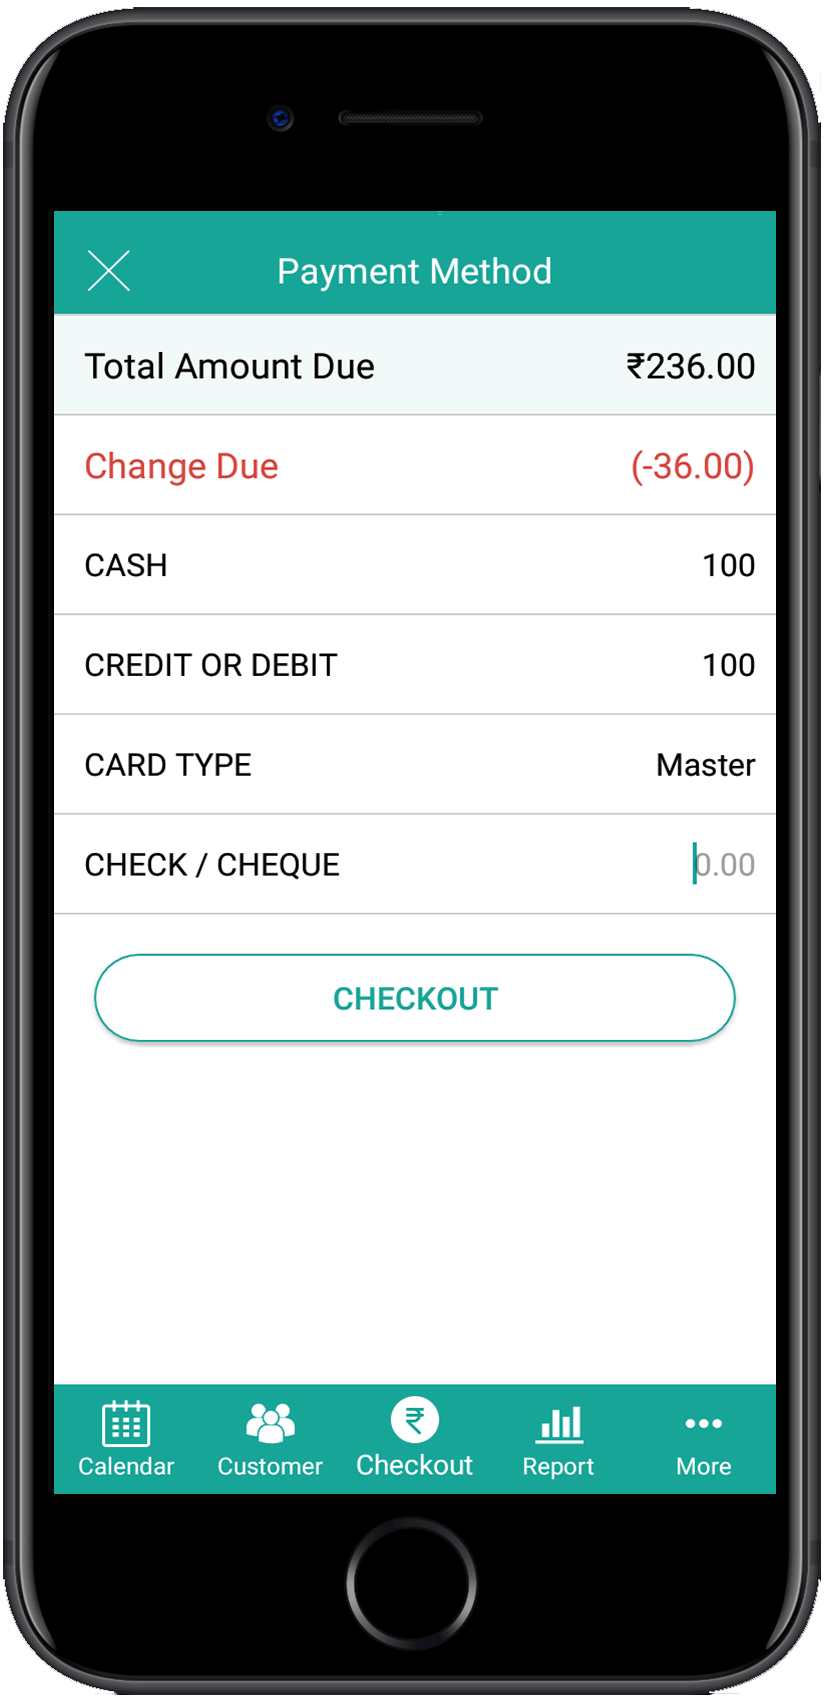 Payment Method
Total Amount Due ₹236.00
Change Due (-36.00)
CASH 100
CREDIT OR DEBIT 100
CARD TYPE Master
CHECK / CHEQUE 0.00
CHECKOUT
Calendar Customer Checkout Report More